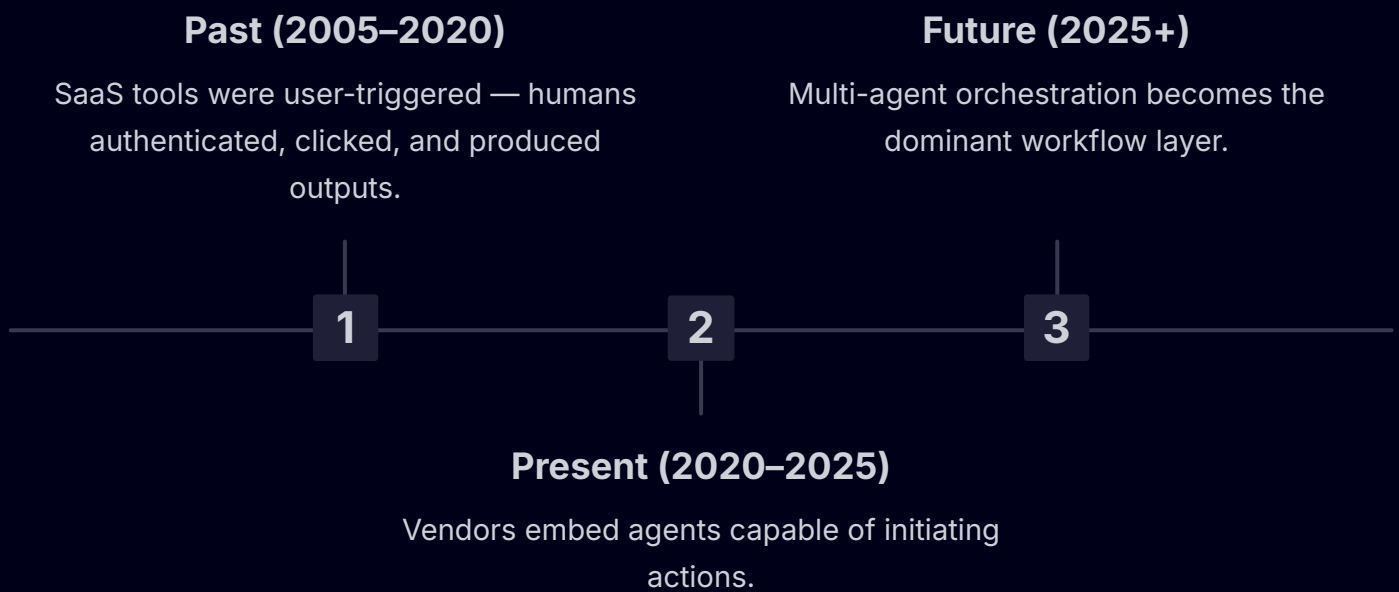 Past (2005–2020)
SaaS tools were user-triggered — humans
authenticated, clicked, and produced
outputs.
Future (2025+)
Multi-agent orchestration becomes the
dominant workflow layer.
1
2
3
Present (2020–2025)
Vendors embed agents capable of initiating
actions.